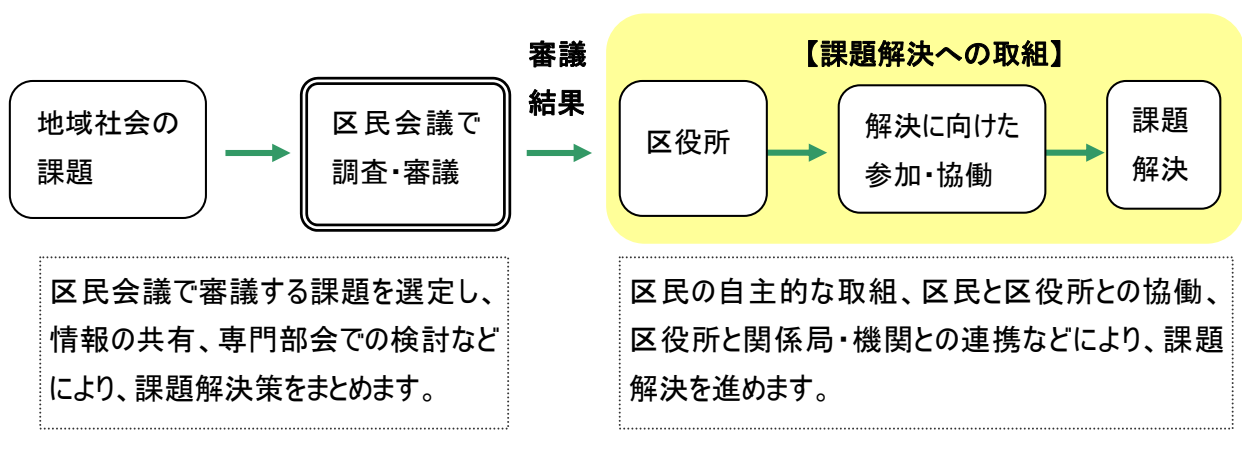 地域社会の
課題
区民会議で
調査・審議
審議
結果
【課題解決への取組】
区役所
解決に向けた
参加・協働
課題
解決
区民会議で審議する課題を選定し、
情報の共有、専門部会での検討など
により、課題解決策をまとめます。
区民の自主的な取組、区民と区役所との協働、
区役所と関係局・機関との連携などにより、課題
解決を進めます。